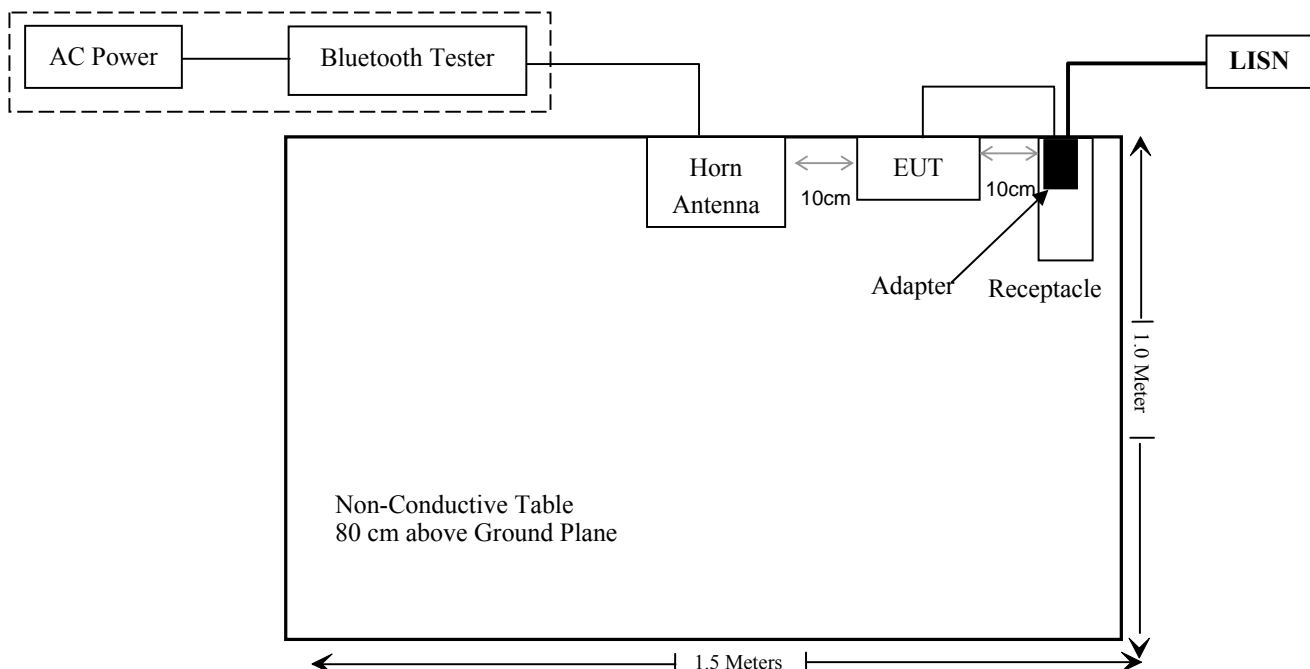 AC Power
Bluetooth Tester
LISN
Horn
Antenna
10cm
EUT
10cm
Adapter
Receptacle
1.0 Meter
Non-Conductive Table
80 cm above Ground Plane
1.5 Meters